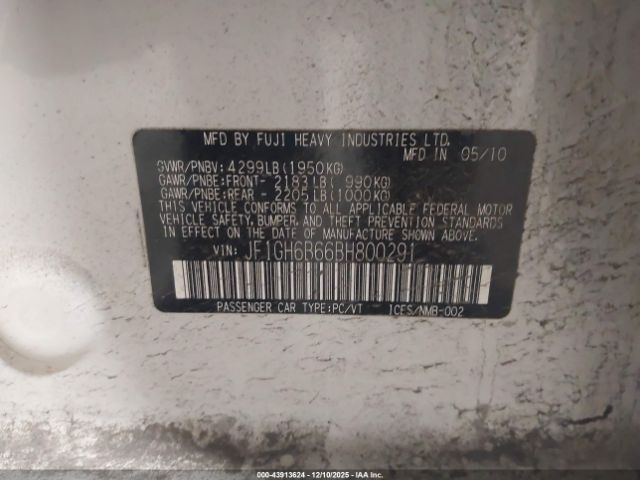 MFD BY FUJI HEAVY INDUSTRIES LTD.
MFD IN 05/10
GVWR/PNBV: 4299LB(1950KG)
GAWR/PNBE:FRONT- 2183LB( 990KG)
GAWR/PNBE:REAR - 2205LB(1000KG)
THIS VEHICLE CONFORMS TO ALL APPLICABLE FEDERAL MOTOR
VEHICLE SAFETY, BUMPER, AND THEFT PREVENTION STANDARDS
IN EFFECT ON THE DATE OF MANUFACTURE SHOWN ABOVE.
VIN: JF1GH6B66BH800291
PASSENGER CAR TYPE:PC/VT ICES/NMB-002
000-43913624 12/10/2025 IAA Inc.